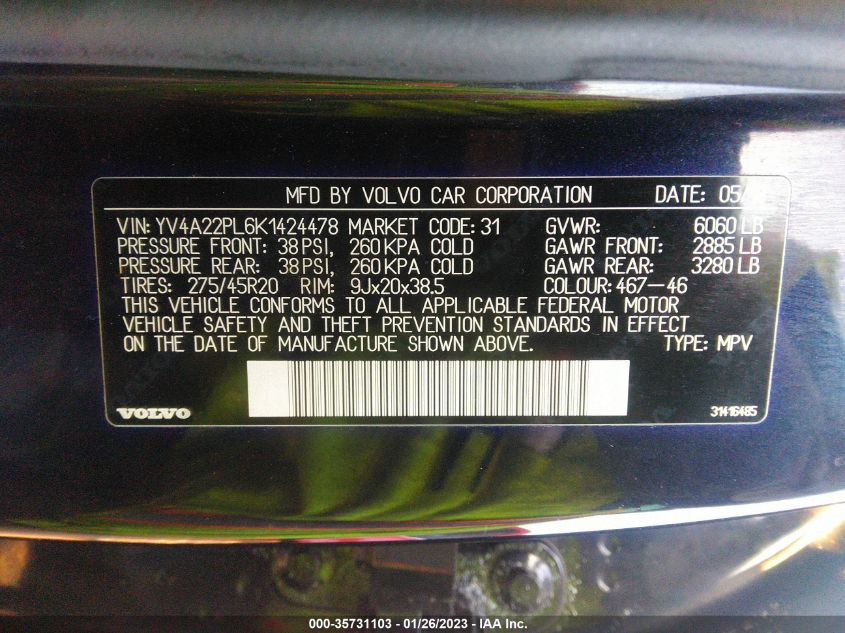 MFD BY VOLVO CAR CORPORATION DATE: 05/
VIN: YV4A22PL6K1424478 MARKET CODE: 31 GVWR: 6060 LB
PRESSURE FRONT: 38 PSI, 260 KPA COLD GAWR FRONT: 2885 LB
PRESSURE REAR: 38 PSI, 260 KPA COLD GAWR REAR: 3280 LB
TIRES: 275/45R20 RIM: 9Jx20x38.5 COLOUR: 467-46
THIS VEHICLE CONFORMS TO ALL APPLICABLE FEDERAL MOTOR
VEHICLE SAFETY AND THEFT PREVENTION STANDARDS IN EFFECT
ON THE DATE OF MANUFACTURE SHOWN ABOVE. TYPE: MPV
VOLVO 31416485
000-35731103 - 01/26/2023 - IAA Inc.